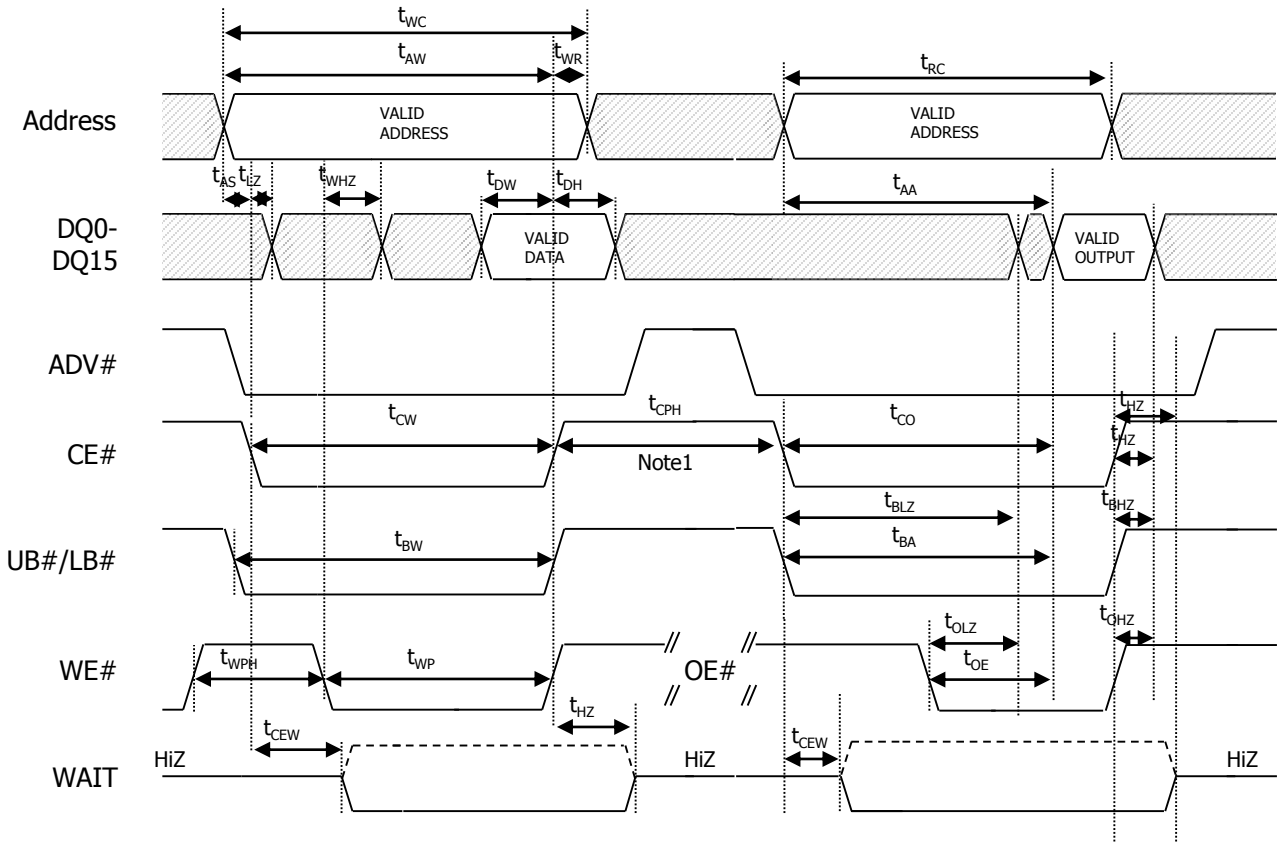 tWC
tAW
tWR
tRC
Address
VALID
ADDRESS
VALID
ADDRESS
tAS
tLZ
tWHZ
tDW
tDH
tAA
DQ0-
DQ15
VALID
DATA
VALID
OUTPUT
ADV#
tHZ
tCW
tCPH
tCO
CE#
Note1
tHZ
tBLZ
tBHZ
UB#/LB#
tBW
tBA
tOLZ
tOHZ
WE#
tWPH
tWP
//
//
OE#
//
//
tOE
tCEW
tHZ
tCEW
WAIT
HiZ
HiZ
HiZ